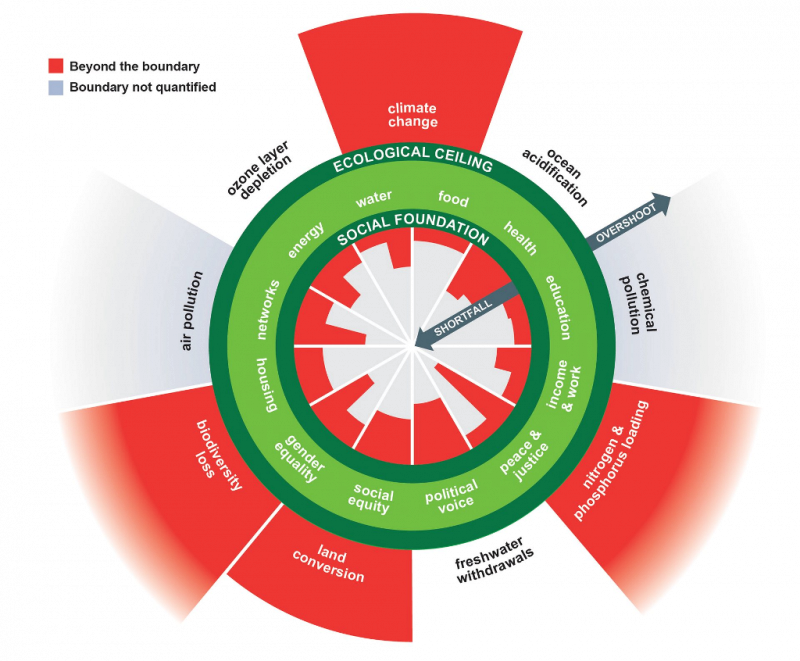 Beyond the boundary
Boundary not quantified
climate
change
ozone layer
depletion
ocean
acidification
ECOLOGICAL CEILING
water
food
energy
health
SOCIAL FOUNDATION
OVERSHOOT
SHORTFALL
networks
education
air pollution
chemical
pollution
housing
income
& work
gender
equality
peace &
justice
social
equity
political
voice
biodiversity
loss
nitrogen &
phosphorus loading
land
conversion
freshwater
withdrawals